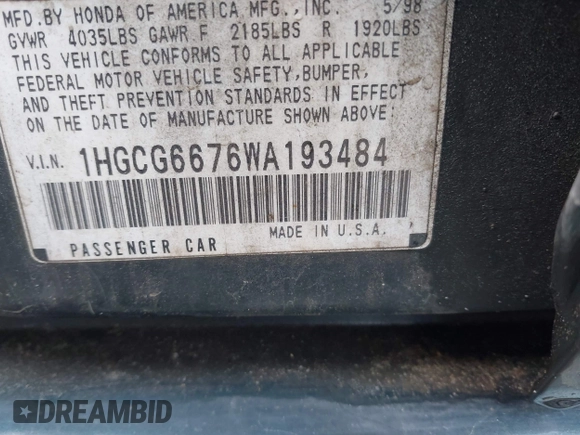 MFD. BY HONDA OF AMERICA MFG., INC. 5/98
GVWR 4035LBS GAWR F 2185LBS R 1920LBS
THIS VEHICLE CONFORMS TO ALL APPLICABLE
FEDERAL MOTOR VEHICLE SAFETY, BUMPER,
AND THEFT PREVENTION STANDARDS IN EFFECT
ON THE DATE OF MANUFACTURE SHOWN ABOVE.
V.I.N. 1HGCG6676WA193484
PASSENGER CAR MADE IN U.S.A.
DREAMBID